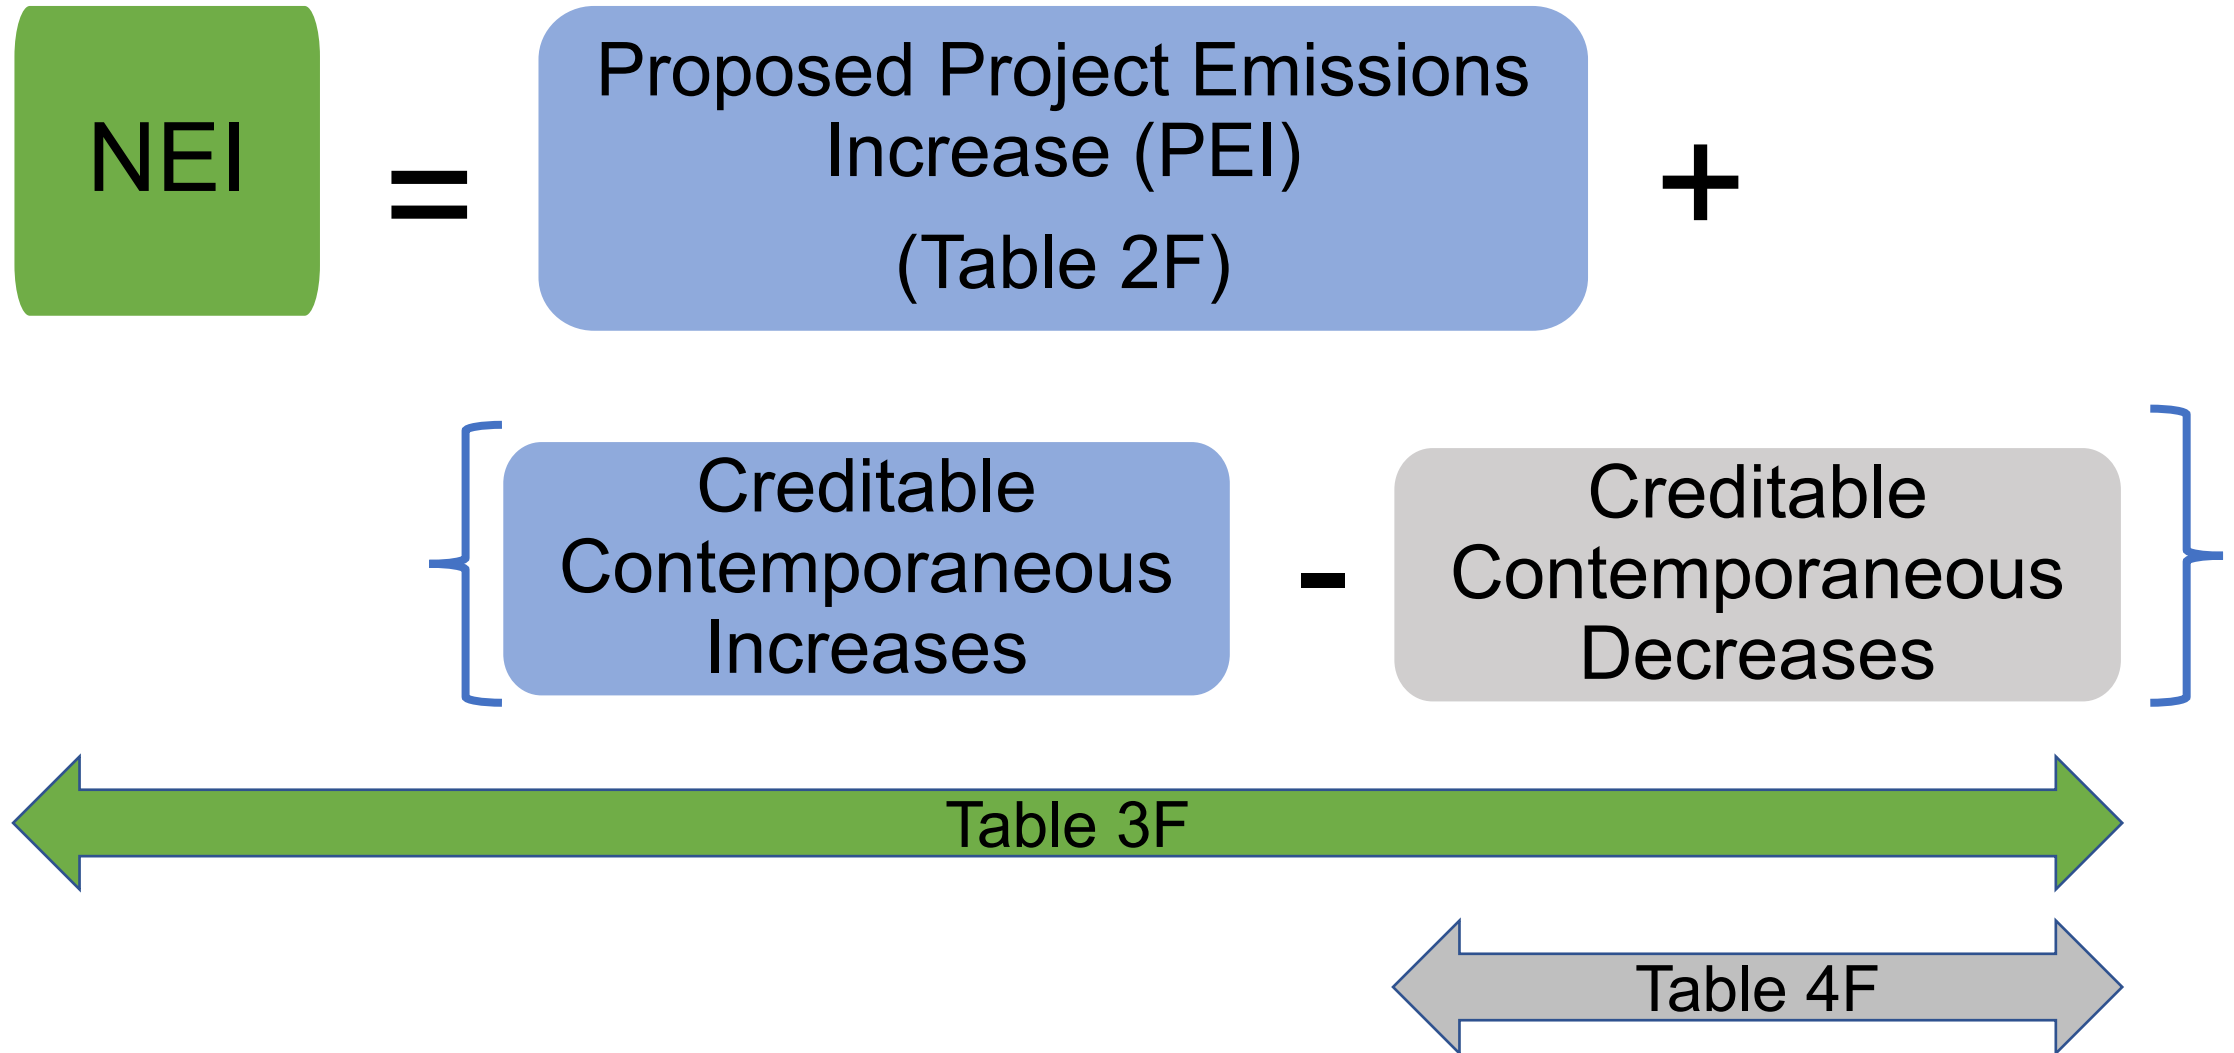 NEI
=
Proposed Project Emissions
Increase (PEI)
(Table 2F)
+
Creditable
Contemporaneous
Increases
-
Creditable
Contemporaneous
Decreases
Table 3F
Table 4F